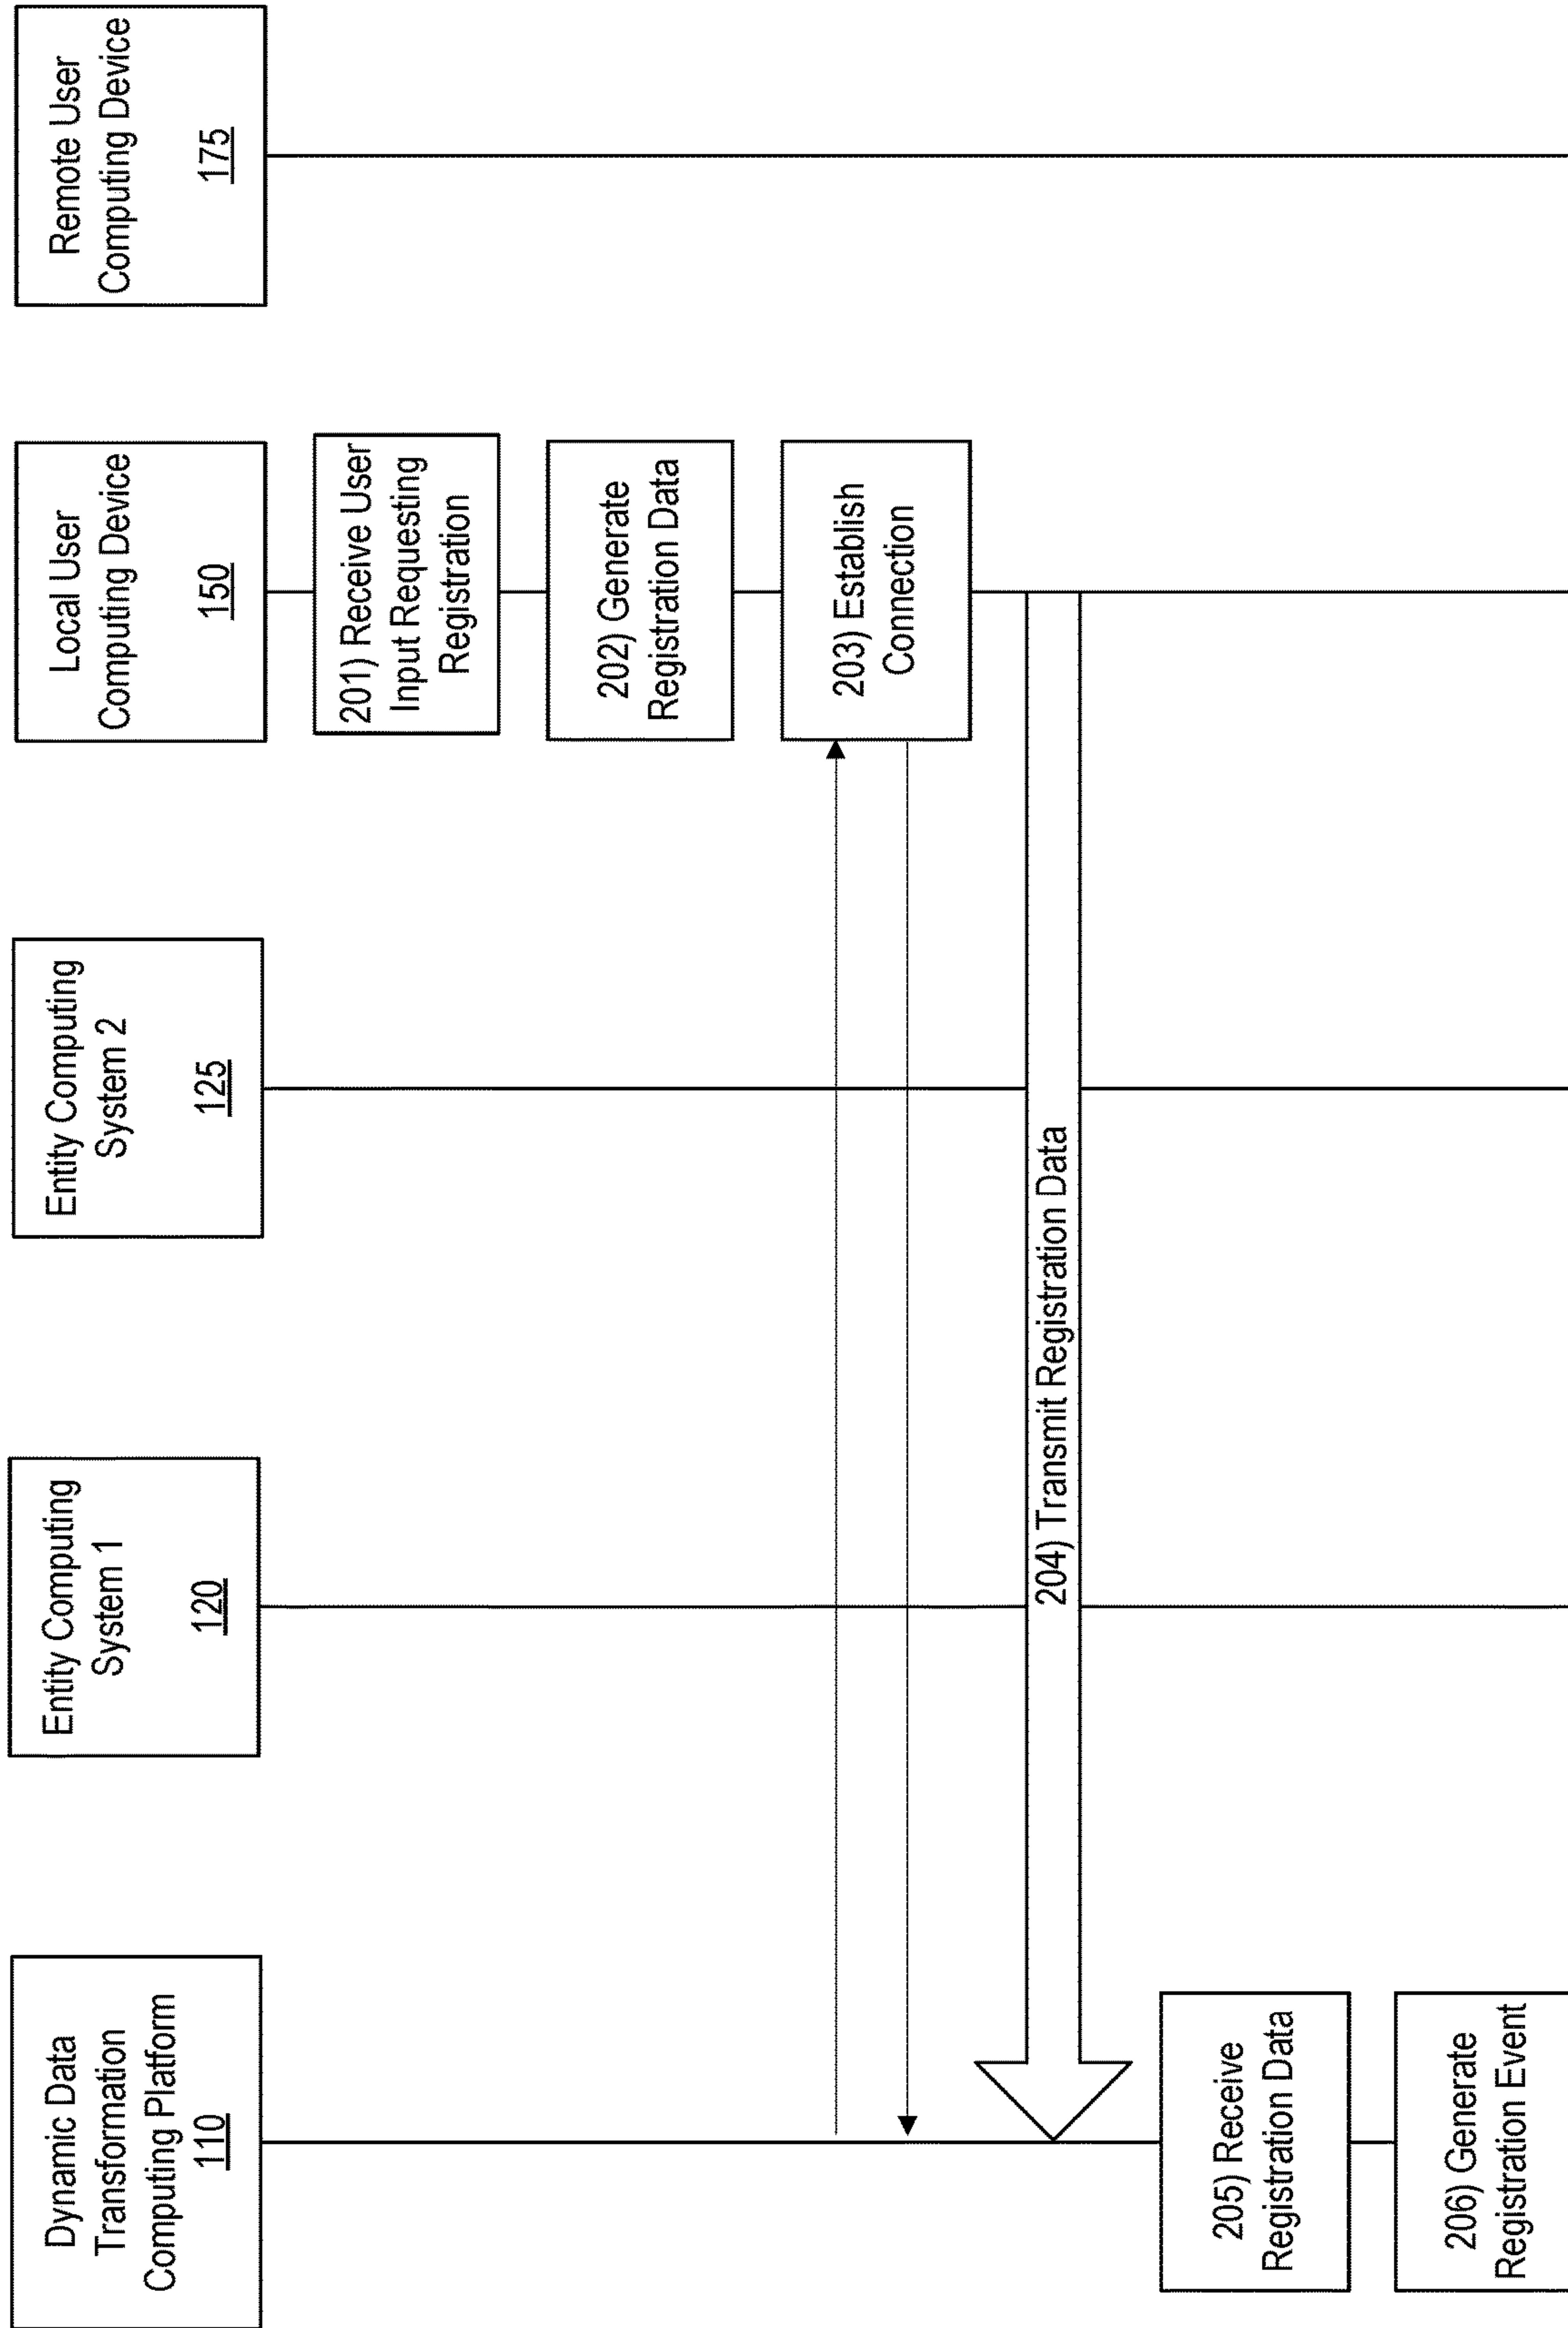 Dynamic Data
Transformation
Computing Platform
110
Entity Computing
System 1
120
Entity Computing
System 2
125
Local User
Computing Device
150
Remote User
Computing Device
175
201) Receive User
Input Requesting
Registration
202) Generate
Registration Data
203) Establish
Connection
204) Transmit Registration Data
205) Receive
Registration Data
206) Generate
Registration Event